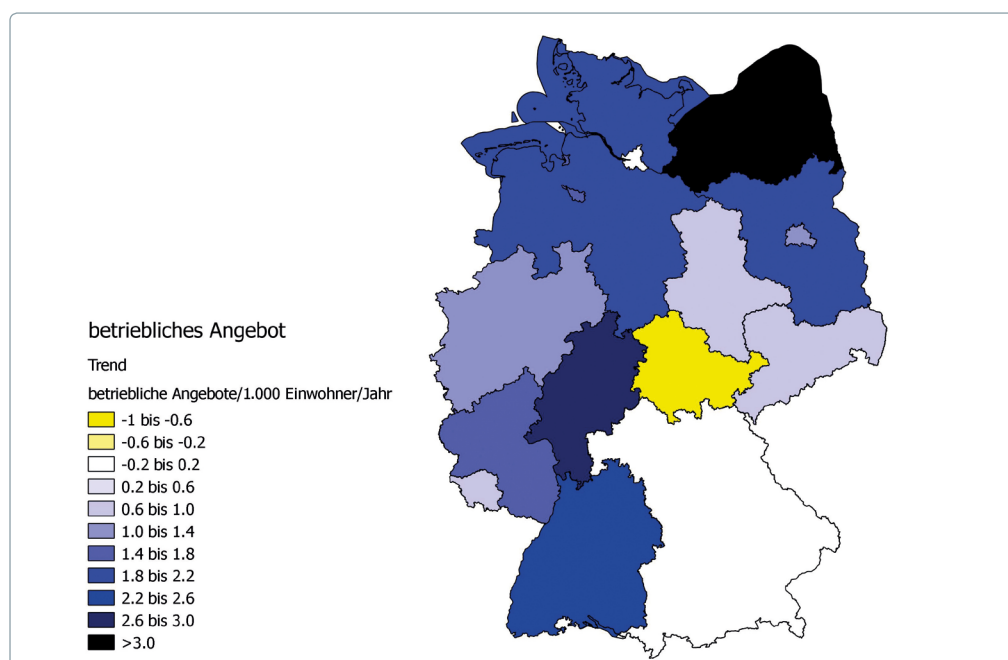 betriebliches Angebot
Trend
betriebliche Angebote/1.000 Einwohner/Jahr
-1 bis -0.6
-0.6 bis -0.2
-0.2 bis 0.2
0.2 bis 0.6
0.6 bis 1.0
1.0 bis 1.4
1.4 bis 1.8
1.8 bis 2.2
2.2 bis 2.6
2.6 bis 3.0
>3.0